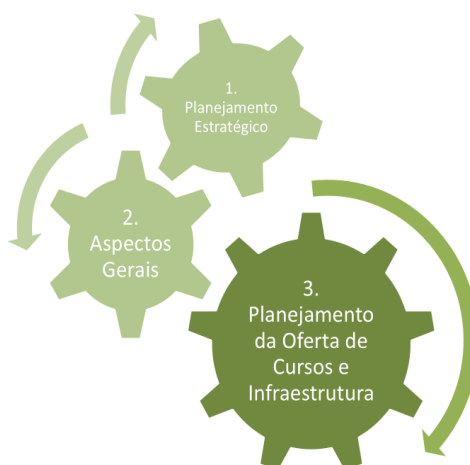 1.
Planejamento
Estratégico
2.
Aspectos
Gerais
3.
Planejamento
da Oferta de
Cursos e
Infraestrutura